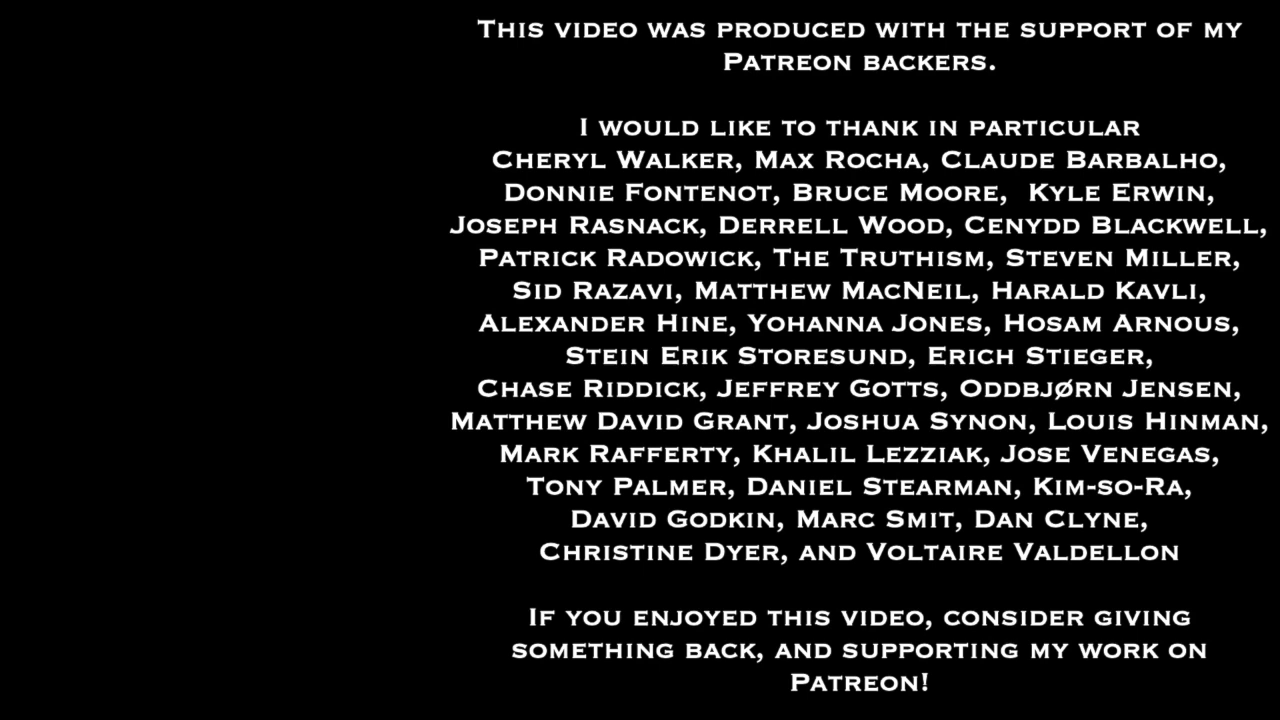 This video was produced with the support of my
Patreon backers.
I would like to thank in particular
Cheryl Walker, Max Rocha, Claude Barbalho,
Donnie Fontenot, Bruce Moore,  Kyle Erwin,
Joseph Rasnack, Derrell Wood, Cenydd Blackwell,
Patrick Radowick, The Truthism, Steven Miller,
Sid Razavi, Matthew MacNeil, Harald Kavli,
Alexander Hine, Yohanna Jones, Hosam Arnous,
Stein Erik Storesund, Erich Stieger,
Chase Riddick, Jeffrey Gotts, Oddbjørn Jensen,
Matthew David Grant, Joshua Synon, Louis Hinman,
Mark Rafferty, Khalil Lezziak, Jose Venegas,
Tony Palmer, Daniel Stearman, Kim-so-Ra,
David Godkin, Marc Smit, Dan Clyne,
Christine Dyer, and Voltaire Valdellon
If you enjoyed this video, consider giving
something back, and supporting my work on
Patreon!